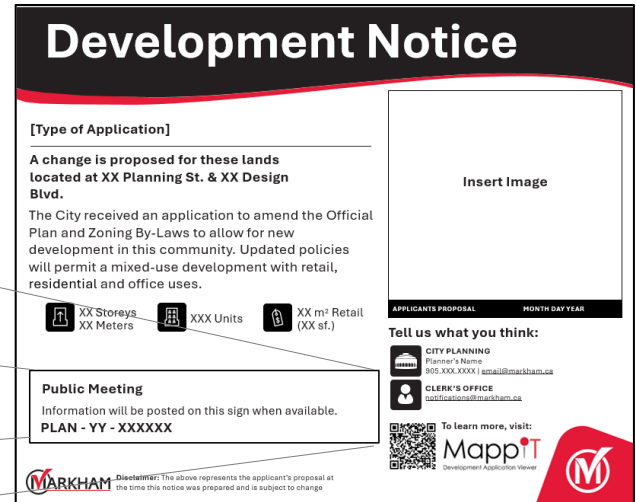 Development Notice
[Type of Application]
A change is proposed for these lands
located at XX Planning St. & XX Design
Blvd.
The City received an application to amend the Official
Plan and Zoning By-Laws to allow for new
development in this community. Updated policies
will permit a mixed-use development with retail,
residential and office uses.
XX Storeys
XX Meters
XXX Units
XX m² Retail
(XX sf.)
Public Meeting
Information will be posted on this sign when available.
PLAN - YY - XXXXXX
MARKHAM
Disclaimer: The above represents the applicant's proposal at
the time this notice was prepared and is subject to change
Insert Image
APPLICANTS PROPOSAL MONTH DAY YEAR
Tell us what you think:
CITY PLANNING
Planner's Name
905.XXX.XXXX | email@markham.ca
CLERK'S OFFICE
notifications@markham.ca
To learn more, visit:
MappiT
Development Application Viewer